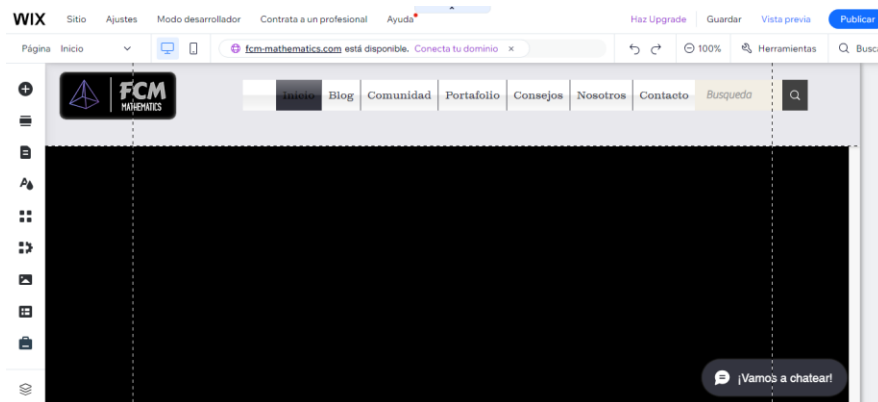 WIX Sitio Ajustes Modo desarrollador Contrata a un profesional Ayuda Haz Upgrade Guardar Vista previa Publicar
Página Inicio fcm-mathematics.com está disponible. Conecta tu dominio × 100% Herramientas Busc
FCM
MATHEMATICS
Inicio Blog Comunidad Portafolio Consejos Nosotros Contacto Busqueda
¡Vamos a chatear!